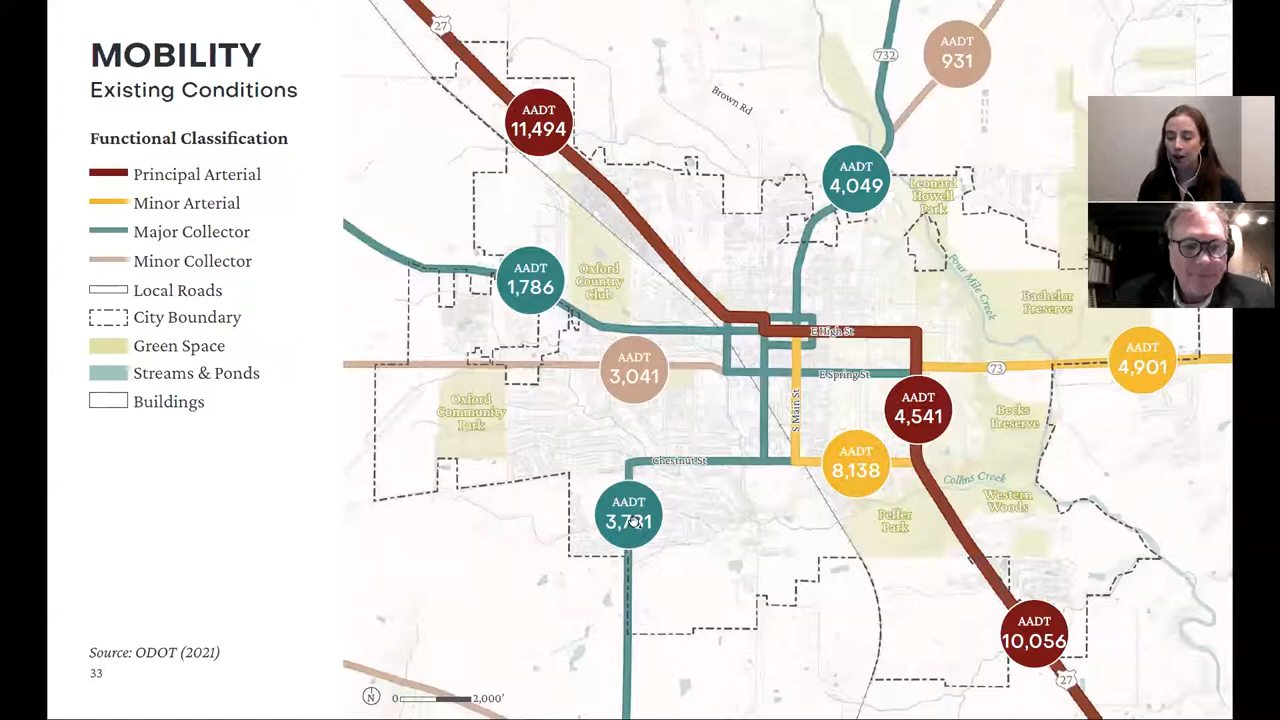 MOBILITY
Existing Conditions
Functional Classification
Principal Arterial
Minor Arterial
Major Collector
Minor Collector
Local Roads
City Boundary
Green Space
Streams & Ponds
Buildings
Source: ODOT (2021)
33
27
732
AADT
931
Brown Rd
AADT
11,494
AADT
4,049
Leonard
Howell
Park
AADT
1,786
Oxford
Country
Club
Four Mile Creek
Bachelor
Preserve
E High St
AADT
3,041
E Spring St
73
AADT
4,901
Oxford
Community
Park
S Main St
AADT
4,541
Becks
Preserve
Chestnut St
AADT
8,138
Collins Creek
Western
Woods
AADT
Peffer
Park
AADT
10,056
27
N
0
2,000'